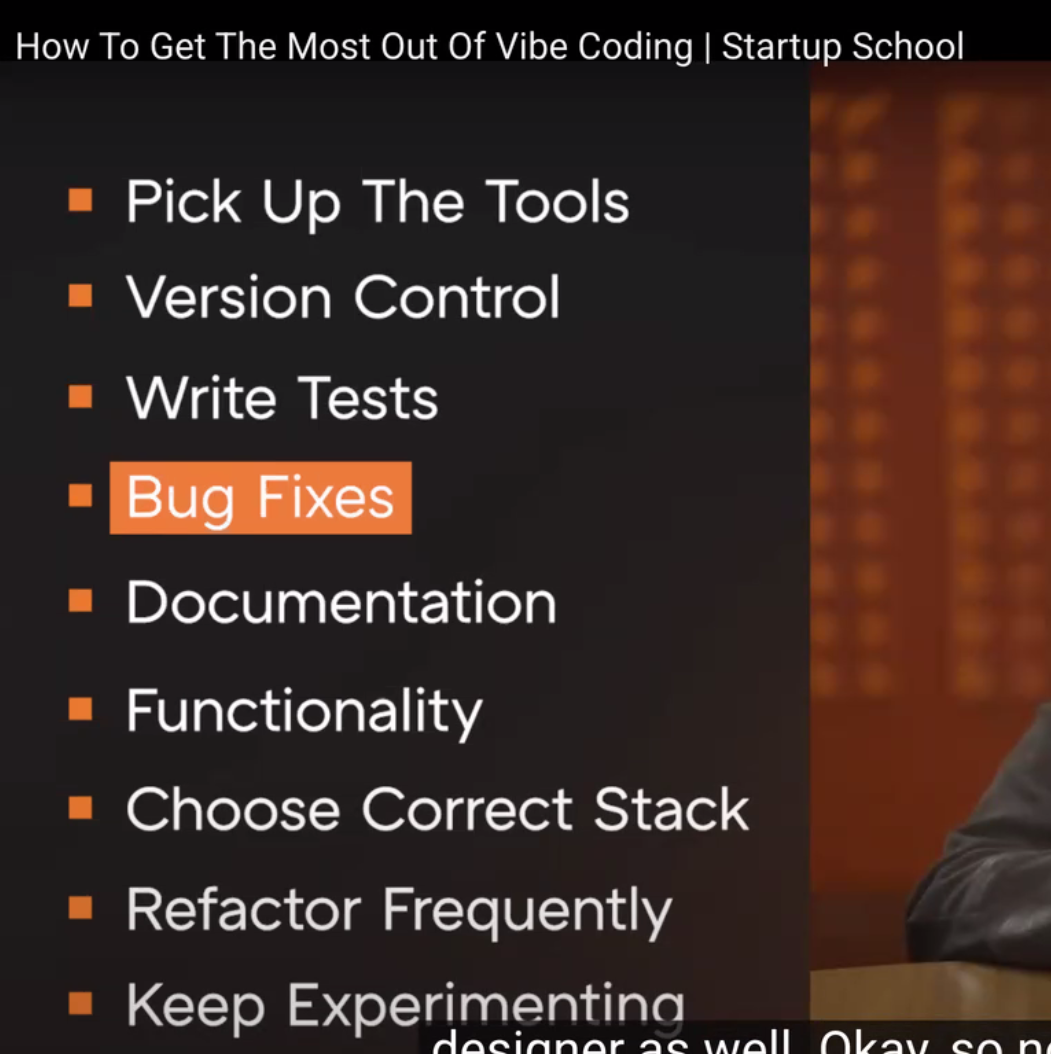 How To Get The Most Out Of Vibe Coding | Startup School
Pick Up The Tools
Version Control
Write Tests
Bug Fixes
Documentation
Functionality
Choose Correct Stack
Refactor Frequently
Keep Experimenting
designer as well. Okay, so